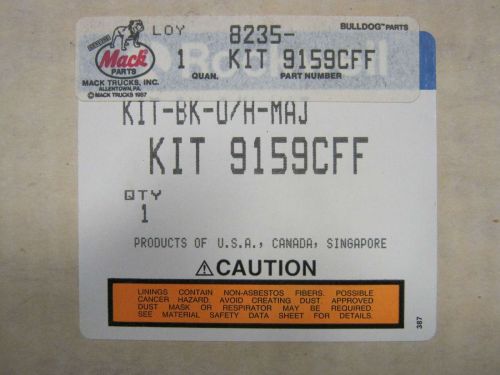 LOY 8235-
BULLDOG PARTS
Mack
PARTS
1 KIT 9159CFF
QUAN. PART NUMBER
MACK TRUCKS, INC.
ALLENTOWN, PA.
© MACK TRUCKS 1987
KIT-BK-O/H-MAJ
KIT 9159CFF
QTY
1
PRODUCTS OF U.S.A., CANADA, SINGAPORE
⚠CAUTION
LININGS CONTAIN NON-ASBESTOS FIBERS. POSSIBLE
CANCER HAZARD. AVOID CREATING DUST. APPROVED
DUST MASK OR RESPIRATOR MAY BE REQUIRED.
SEE MATERIAL SAFETY DATA SHEET FOR DETAILS.
387